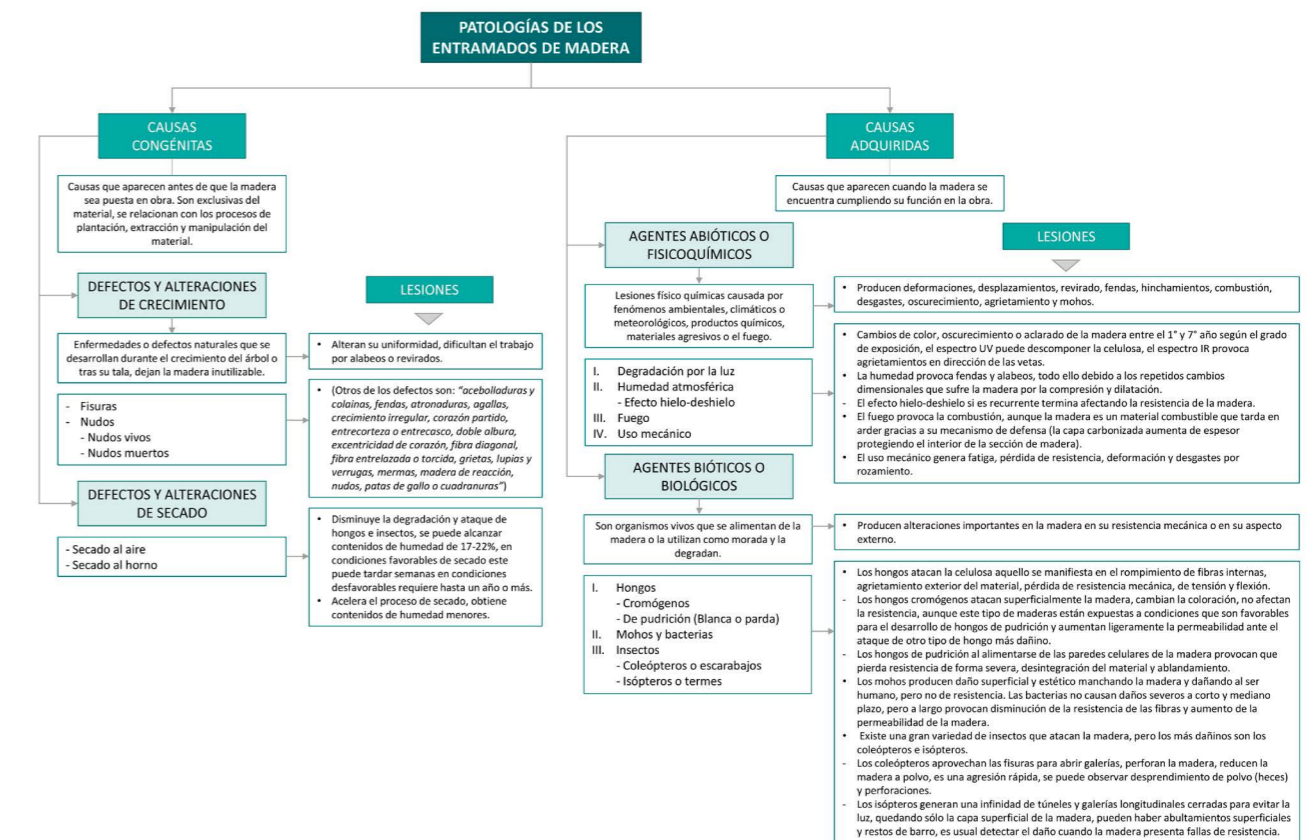 PATOLOGÍAS DE LOS
ENTRAMADOS DE MADERA
CAUSAS
CONGÉNITAS
Causas que aparecen antes de que la madera
sea puesta en obra. Son exclusivas del
material, se relacionan con los procesos de
plantación, extracción y manipulación del
material.
DEFECTOS Y ALTERACIONES
DE CRECIMIENTO
LESIONES
Enfermedades o defectos naturales que se
desarrollan durante el crecimiento del árbol o
tras su tala, dejan la madera inutilizable.
• Alteran su uniformidad, dificultan el trabajo
por alabeos o revirados.
- Fisuras
- Nudos
- Nudos vivos
- Nudos muertos
• (Otros de los defectos son: “acebolladuras y
colainas, fendas, atronaduras, agallas,
crecimiento irregular, corazón partido,
entrecorteza o entrecasco, doble albura,
excentricidad de corazón, fibra diagonal,
fibra entrelazada o torcida, grietas, lupias y
verrugas, mermas, madera de reacción,
nudos, patas de gallo o cuadranuras”)
DEFECTOS Y ALTERACIONES
DE SECADO
- Secado al aire
- Secado al horno
• Disminuye la degradación y ataque de
hongos e insectos, se puede alcanzar
contenidos de humedad de 17-22%, en
condiciones favorables de secado este
puede tardar semanas en condiciones
desfavorables requiere hasta un año o más.
• Acelera el proceso de secado, obtiene
contenidos de humedad menores.
CAUSAS
ADQUIRIDAS
Causas que aparecen cuando la madera se
encuentra cumpliendo su función en la obra.
AGENTES ABIÓTICOS O
FISICOQUÍMICOS
LESIONES
Lesiones físico químicas causada por
fenómenos ambientales, climáticos o
meteorológicos, productos químicos,
materiales agresivos o el fuego.
• Producen deformaciones, desplazamientos, revirado, fendas, hinchamientos, combustión,
desgastes, oscurecimiento, agrietamiento y mohos.
I. Degradación por la luz
II. Humedad atmosférica
- Efecto hielo-deshielo
III. Fuego
IV. Uso mecánico
• Cambios de color, oscurecimiento o aclarado de la madera entre el 1° y 7° año según el grado
de exposición, el espectro UV puede descomponer la celulosa, el espectro IR provoca
agrietamientos en dirección de las vetas.
• La humedad provoca fendas y alabeos, todo ello debido a los repetidos cambios
dimensionales que sufre la madera por la compresión y dilatación.
- El efecto hielo-deshielo si es recurrente termina afectando la resistencia de la madera.
• El fuego provoca la combustión, aunque la madera es un material combustible que tarda en
arder gracias a su mecanismo de defensa (la capa carbonizada aumenta de espesor
protegiendo el interior de la sección de madera).
• El uso mecánico genera fatiga, pérdida de resistencia, deformación y desgastes por
rozamiento.
AGENTES BIÓTICOS O
BIOLÓGICOS
Son organismos vivos que se alimentan de la
madera o la utilizan como morada y la
degradan.
• Producen alteraciones importantes en la madera en su resistencia mecánica o en su aspecto
externo.
I. Hongos
- Cromógenos
- De pudrición (Blanca o parda)
II. Mohos y bacterias
III. Insectos
- Coleópteros o escarabajos
- Isópteros o termes
• Los hongos atacan la celulosa aquello se manifiesta en el rompimiento de fibras internas,
agrietamiento exterior del material, pérdida de resistencia mecánica, de tensión y flexión.
- Los hongos cromógenos atacan superficialmente la madera, cambian la coloración, no afectan
la resistencia, aunque este tipo de maderas están expuestas a condiciones que son favorables
para el desarrollo de hongos de pudrición y aumentan ligeramente la permeabilidad ante el
ataque de otro tipo de hongo más dañino.
- Los hongos de pudrición al alimentarse de las paredes celulares de la madera provocan que
pierda resistencia de forma severa, desintegración del material y ablandamiento.
• Los mohos producen daño superficial y estético manchando la madera y dañando al ser
humano, pero no de resistencia. Las bacterias no causan daños severos a corto y mediano
plazo, pero a largo provocan disminución de la resistencia de las fibras y aumento de la
permeabilidad de la madera.
• Existe una gran variedad de insectos que atacan la madera, pero los más dañinos son los
coleópteros e isópteros.
- Los coleópteros aprovechan las fisuras para abrir galerías, perforan la madera, reducen la
madera a polvo, es una agresión rápida, se puede observar desprendimiento de polvo (heces)
y perforaciones.
- Los isópteros generan una infinidad de túneles y galerías longitudinales cerradas para evitar la
luz, quedando sólo la capa superficial de la madera, pueden haber abultamientos superficiales
y restos de barro, es usual detectar el daño cuando la madera presenta fallas de resistencia.